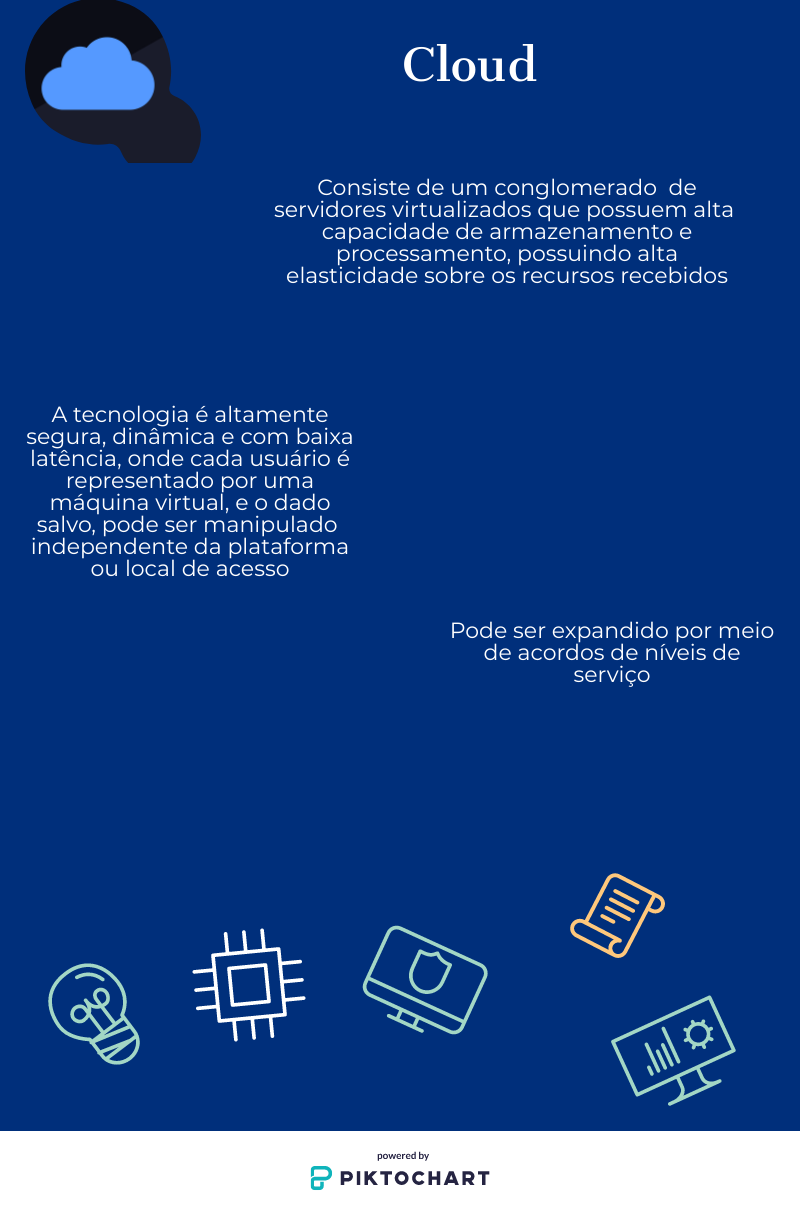 Cloud
Consiste de um conglomerado  de
servidores virtualizados que possuem alta
capacidade de armazenamento e
processamento, possuindo alta
elasticidade sobre os recursos recebidos
A tecnologia é altamente
segura, dinâmica e com baixa
latência, onde cada usuário é
representado por uma
máquina virtual, e o dado
salvo, pode ser manipulado
independente da plataforma
ou local de acesso
Pode ser expandido por meio
de acordos de níveis de
serviço
powered by
PIKTOCHART